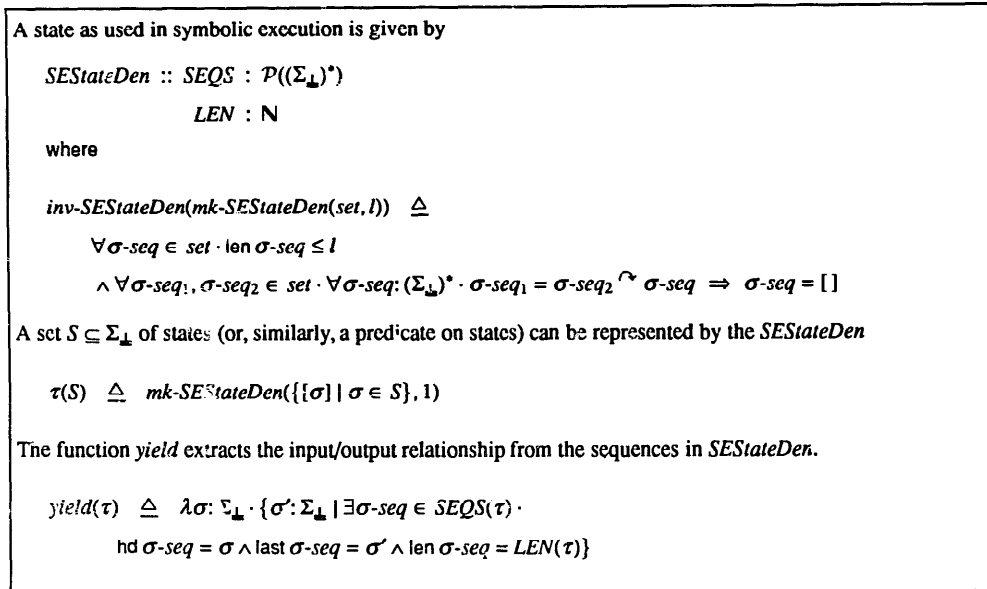 A state as used in symbolic execution is given by
SEStateDen :: SEQS : P((Σ⊥)*)
LEN : N
where
inv-SEStateDen(mk-SEStateDen(set, l)) ≜
∀σ-seq ∈ set · len σ-seq ≤ l
∧ ∀σ-seq₁, σ-seq₂ ∈ set · ∀σ-seq: (Σ⊥)* · σ-seq₁ = σ-seq₂ ⌢ σ-seq ⇒ σ-seq = [ ]
A set S ⊆ Σ⊥ of states (or, similarly, a predicate on states) can be represented by the SEStateDen
τ(S) ≜ mk-SEStateDen({[σ] | σ ∈ S}, 1)
The function yield extracts the input/output relationship from the sequences in SEStateDen.
yield(τ) ≜ λσ: Σ⊥ · {σ′: Σ⊥ | ∃σ-seq ∈ SEQS(τ) ·
hd σ-seq = σ ∧ last σ-seq = σ′ ∧ len σ-seq = LEN(τ)}